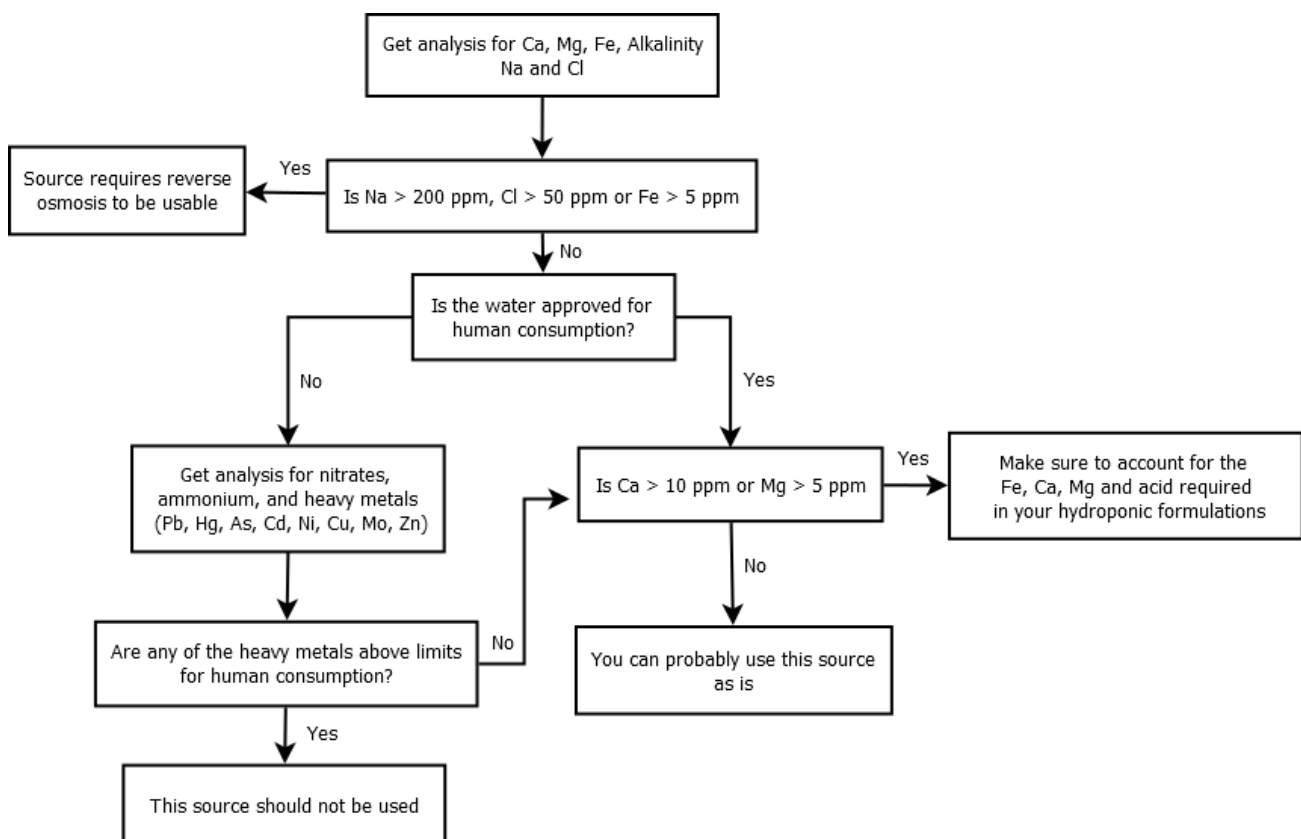 Get analysis for Ca, Mg, Fe, Alkalinity
Na and Cl
Yes
Source requires reverse
osmosis to be usable
Is Na > 200 ppm, Cl > 50 ppm or Fe > 5 ppm
No
Is the water approved for
human consumption?
No
Yes
Get analysis for nitrates,
ammonium, and heavy metals
(Pb, Hg, As, Cd, Ni, Cu, Mo, Zn)
Is Ca > 10 ppm or Mg > 5 ppm
Yes
Make sure to account for the
Fe, Ca, Mg and acid required
in your hydroponic formulations
No
Are any of the heavy metals above limits
for human consumption?
No
You can probably use this source
as is
Yes
This source should not be used